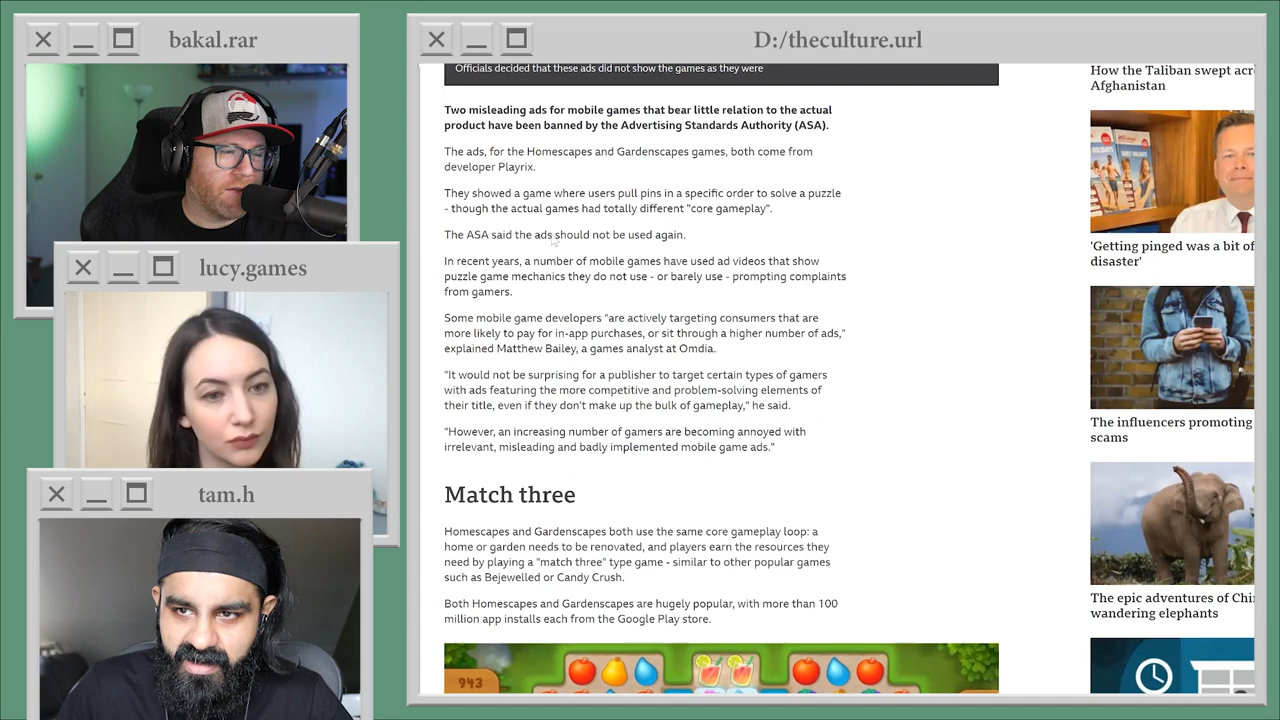 bakal.rar
lucy.games
tam.h
D:/theculture.url
Officials decided that these ads did not show the games as they were
Two misleading ads for mobile games that bear little relation to the actual
product have been banned by the Advertising Standards Authority (ASA).
The ads, for the Homescapes and Gardenscapes games, both come from
developer Playrix.
They showed a game where users pull pins in a specific order to solve a puzzle
- though the actual games had totally different "core gameplay".
The ASA said the ads should not be used again.
In recent years, a number of mobile games have used ad videos that show
puzzle game mechanics they do not use - or barely use - prompting complaints
from gamers.
Some mobile game developers "are actively targeting consumers that are
more likely to pay for in-app purchases, or sit through a higher number of ads,"
explained Matthew Bailey, a games analyst at Omdia.
"It would not be surprising for a publisher to target certain types of gamers
with ads featuring the more competitive and problem-solving elements of
their title, even if they don't make up the bulk of gameplay," he said.
"However, an increasing number of gamers are becoming annoyed with
irrelevant, misleading and badly implemented mobile game ads."
Match three
Homescapes and Gardenscapes both use the same core gameplay loop: a
home or garden needs to be renovated, and players earn the resources they
need by playing a "match three" type game - similar to other popular games
such as Bejewelled or Candy Crush.
Both Homescapes and Gardenscapes are hugely popular, with more than 100
million app installs each from the Google Play store.
943
How the Taliban swept acr
Afghanistan
'Getting pinged was a bit of
disaster'
The influencers promoting
scams
The epic adventures of Chi
wandering elephants